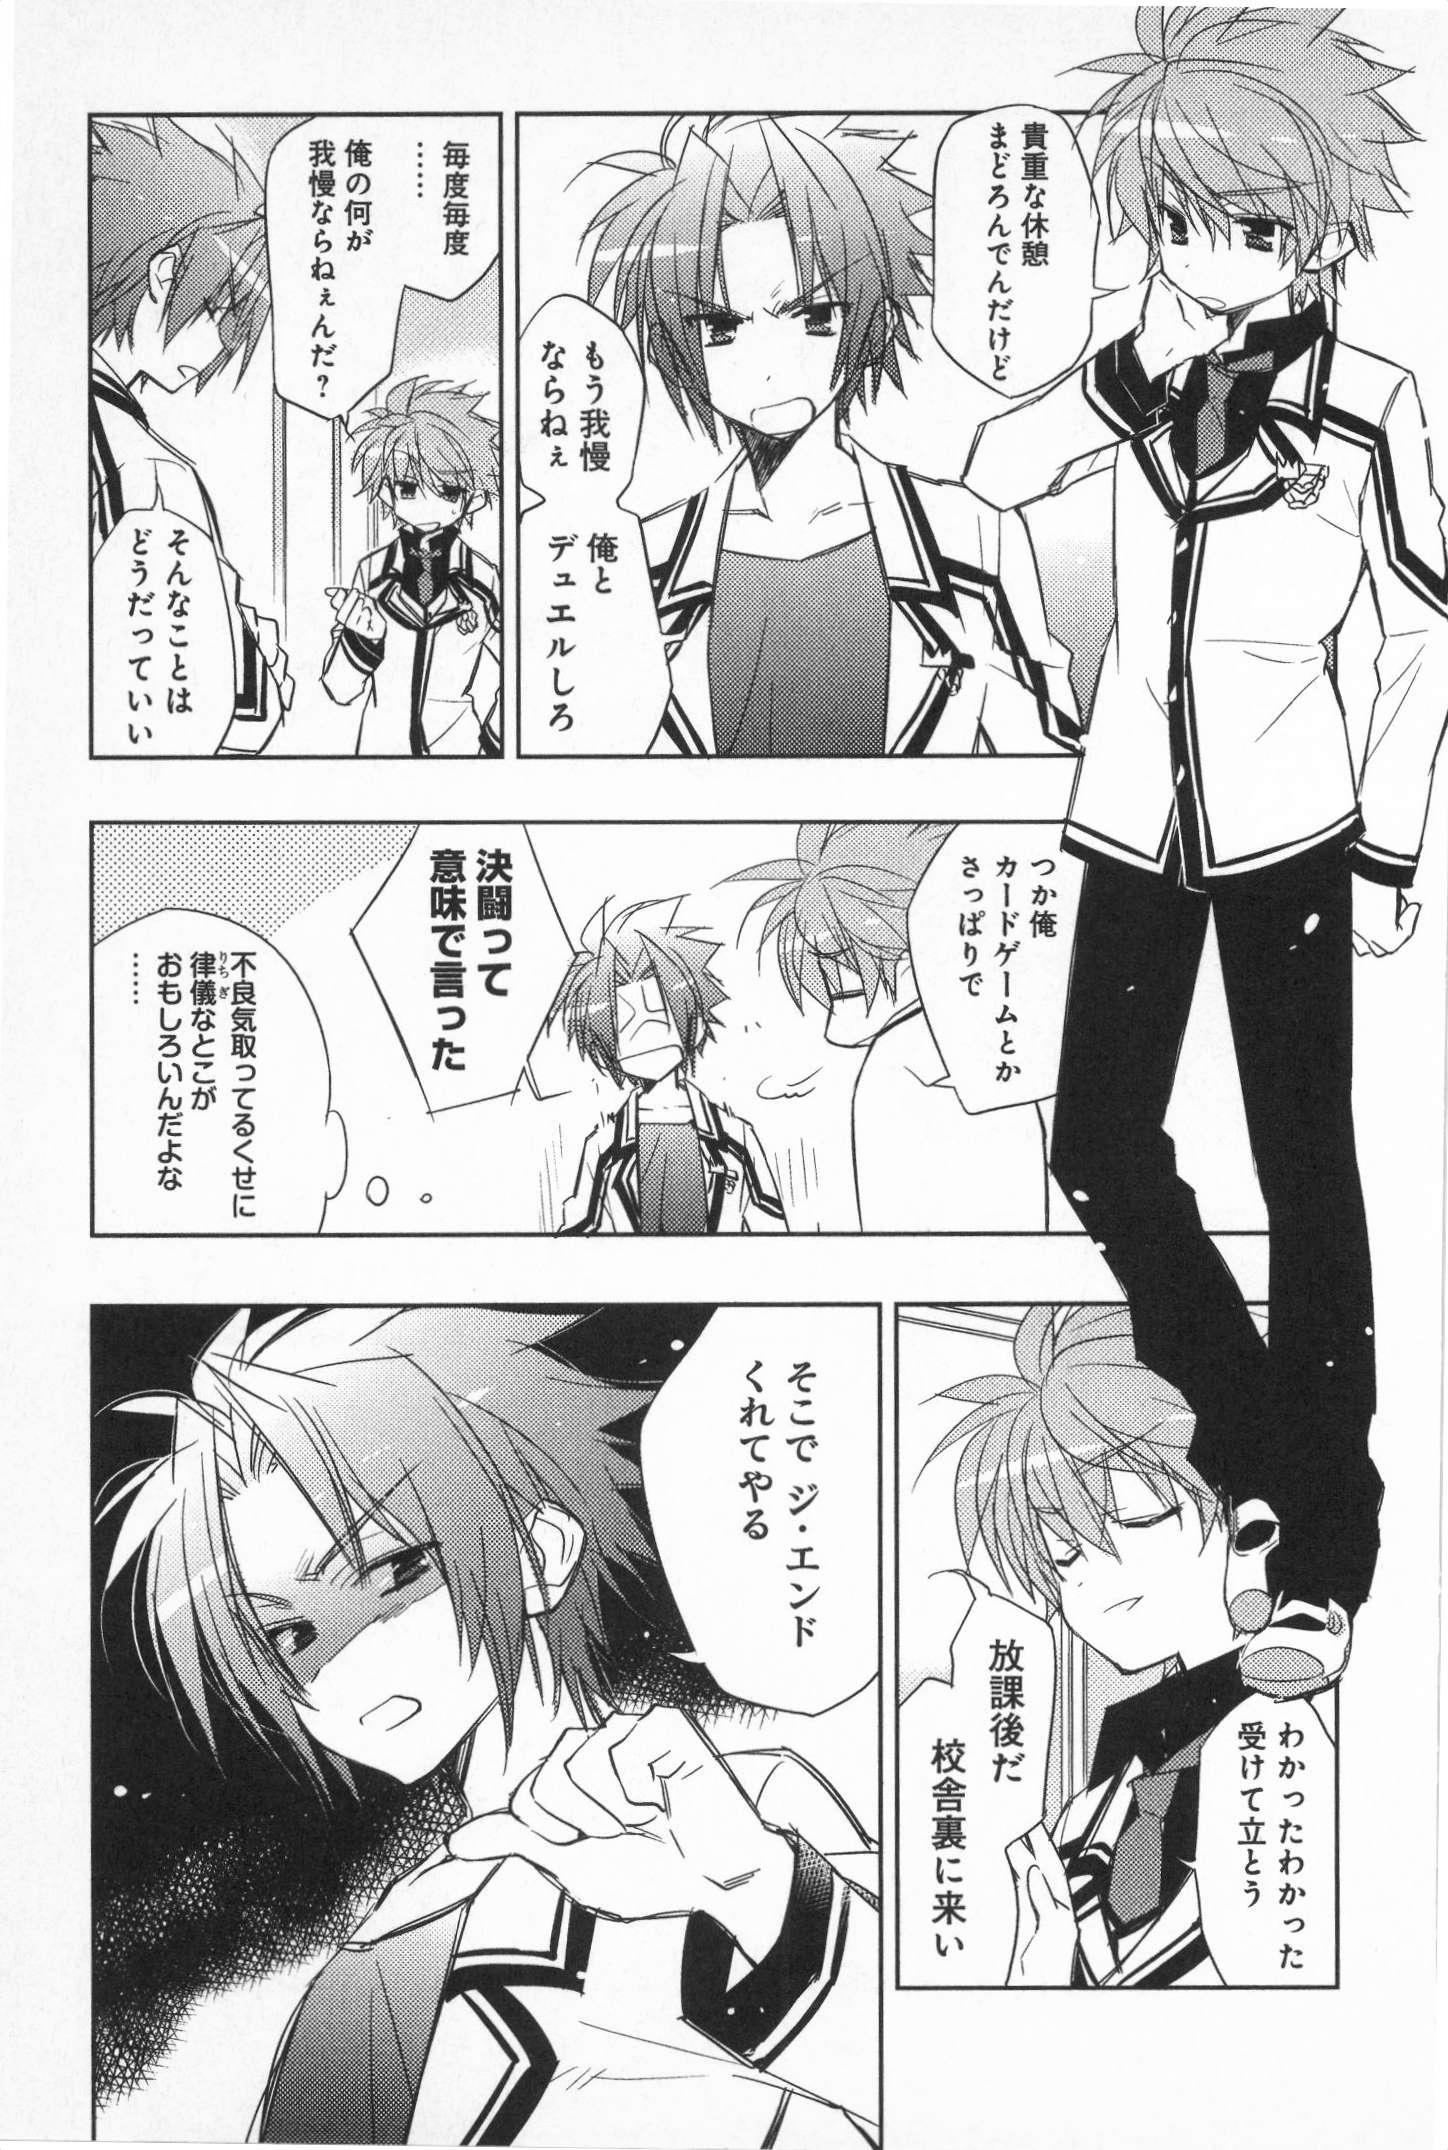 貴重な休憩
まどろんでんだけど
もう我慢
ならねぇ
俺と
デュエルしろ
毎度毎度
……
俺の何が
我慢ならねぇんだ?
そんなことは
どうだっていい
つか俺
カードゲームとか
さっぱりで
決闘って
意味で言った
不良気取ってるくせに
律儀なとこが
りちぎ
おもしろいんだよな
……
わかったわかった
受けて立とう
放課後だ
校舎裏に来い
そこで ジ・エンド
くれてやる